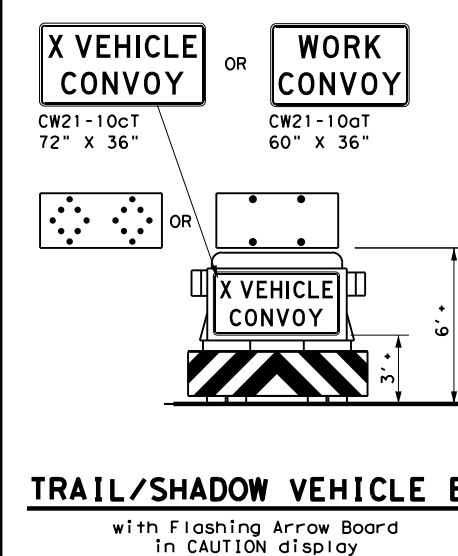 X VEHICLE
CONVOY
OR
WORK
CONVOY
CW21-10cT
72" X 36"
CW21-10aT
60" X 36"
OR
X VEHICLE
CONVOY
3' +
6' +
TRAIL/SHADOW VEHICLE
with Flashing Arrow Board
in CAUTION display